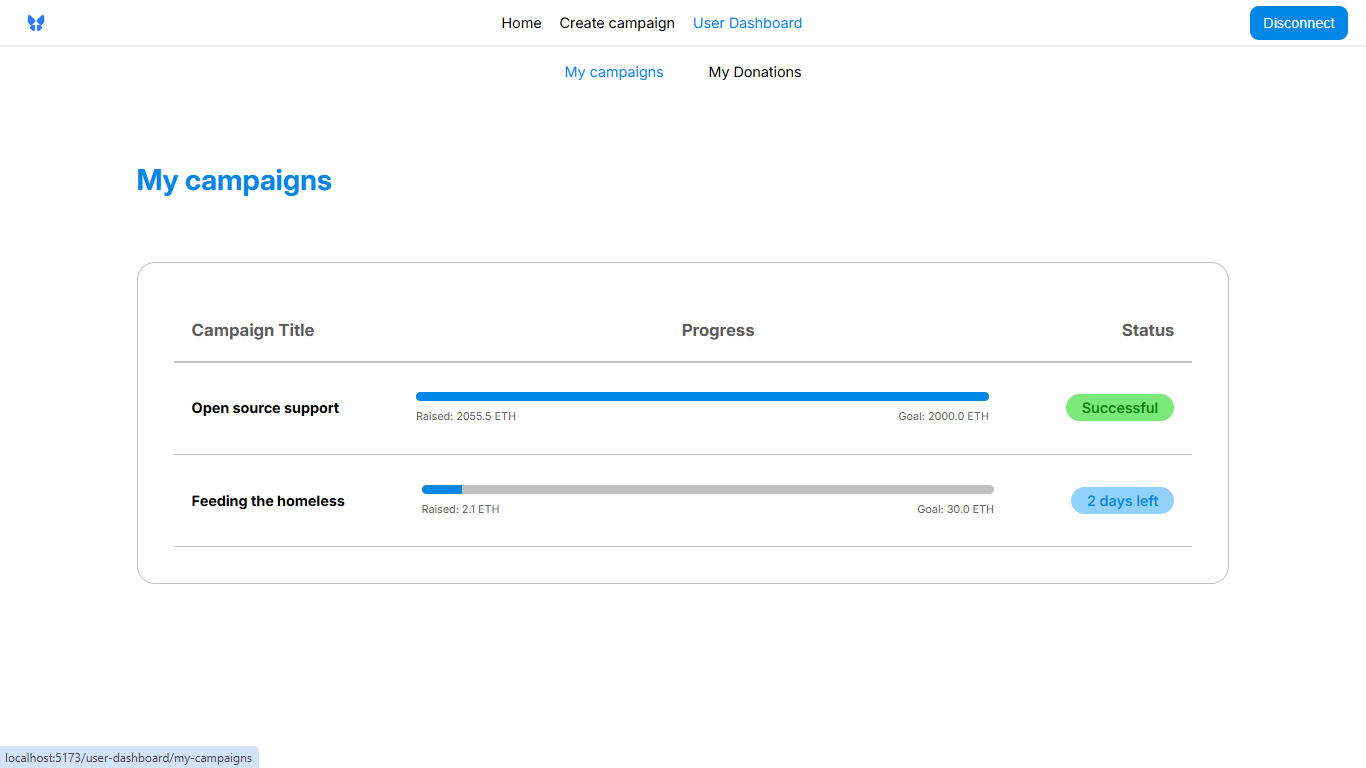 Home Create campaign User Dashboard Disconnect
My campaigns My Donations
My campaigns
Campaign Title Progress Status
Open source support Successful
Raised: 2055.5 ETH Goal: 2000.0 ETH
Feeding the homeless 2 days left
Raised: 2.1 ETH Goal: 30.0 ETH
localhost:5173/user-dashboard/my-campaigns